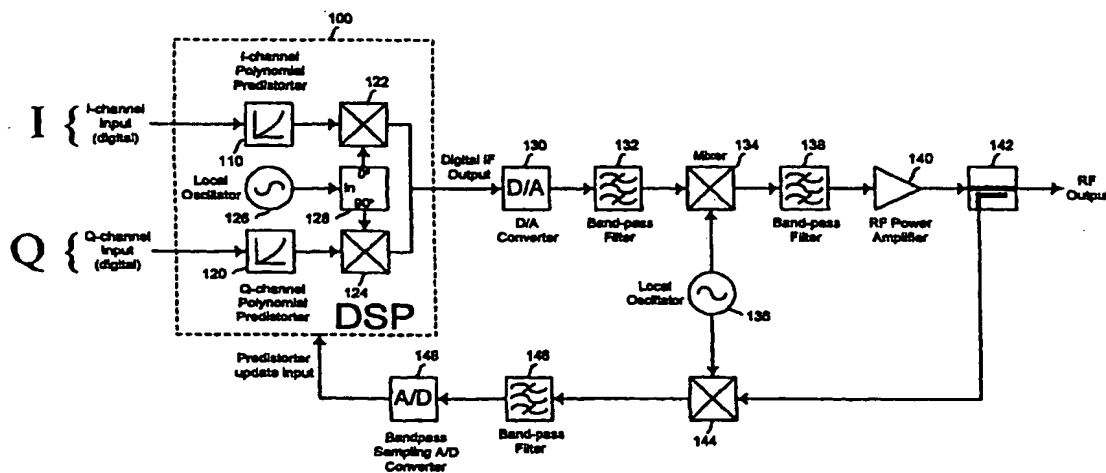 100
I-channel
Polynomial
Predistorter
122
I {
I-channel
Input
(digital)
110
Local
Oscillator
126
In
0°
90°
128
Q {
Q-channel
Input
(digital)
120
Q-channel
Polynomial
Predistorter
124
DSP
Digital IF
Output
130
D/A
D/A
Converter
132
Band-pass
Filter
Mixer
134
138
Band-pass
Filter
140
RF Power
Amplifier
142
RF
Output
Local
Oscillator
136
Predistorter
update input
148
A/D
Bandpass
Sampling A/D
Converter
146
Band-pass
Filter
144